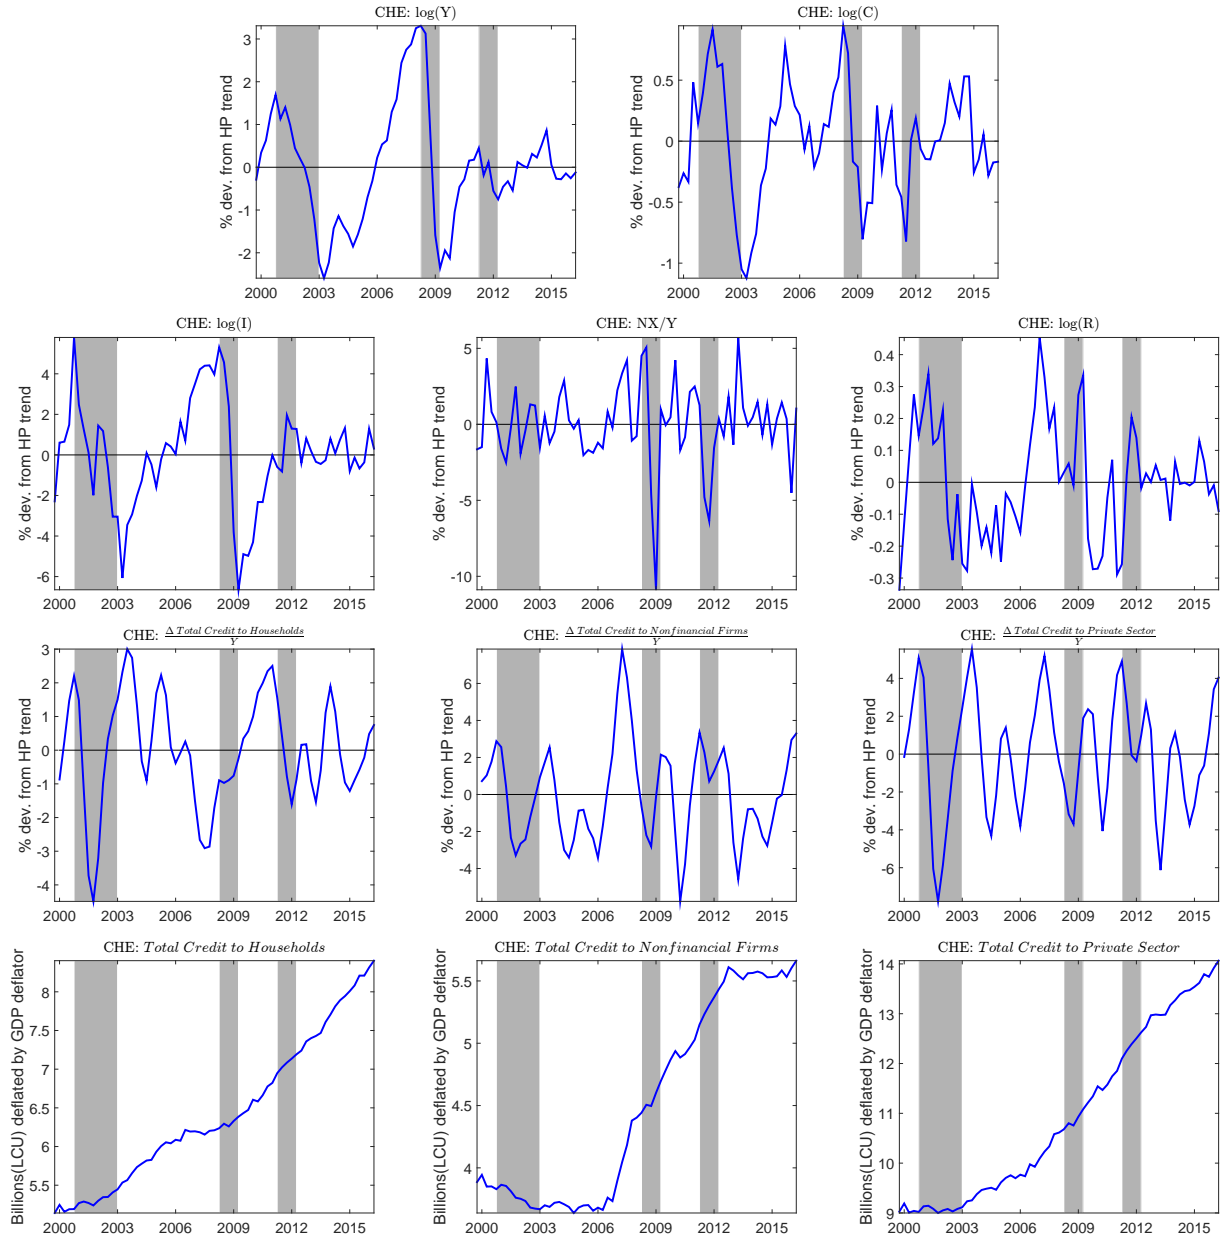 CHE: log(Y)
CHE: log(C)
% dev. from HP trend
3
2
1
0
-1
-2
2000 2003 2006 2009 2012 2015
% dev. from HP trend
0.5
0
-0.5
-1
2000 2003 2006 2009 2012 2015
CHE: log(I)
CHE: NX/Y
CHE: log(R)
% dev. from HP trend
4
2
0
-2
-4
-6
2000 2003 2006 2009 2012 2015
% dev. from HP trend
5
0
-5
-10
2000 2003 2006 2009 2012 2015
% dev. from HP trend
0.4
0.3
0.2
0.1
0
-0.1
-0.2
-0.3
2000 2003 2006 2009 2012 2015
CHE: Δ Total Credit to Households / Y
CHE: Δ Total Credit to Nonfinancial Firms / Y
CHE: Δ Total Credit to Private Sector / Y
% dev. from HP trend
3
2
1
0
-1
-2
-3
-4
2000 2003 2006 2009 2012 2015
% dev. from HP trend
6
4
2
0
-2
-4
2000 2003 2006 2009 2012 2015
% dev. from HP trend
4
2
0
-2
-4
-6
2000 2003 2006 2009 2012 2015
CHE: Total Credit to Households
CHE: Total Credit to Nonfinancial Firms
CHE: Total Credit to Private Sector
Billions(LCU) deflated by GDP deflator
8
7.5
7
6.5
6
5.5
2000 2003 2006 2009 2012 2015
Billions(LCU) deflated by GDP deflator
5.5
5
4.5
4
2000 2003 2006 2009 2012 2015
Billions(LCU) deflated by GDP deflator
14
13
12
11
10
9
2000 2003 2006 2009 2012 2015